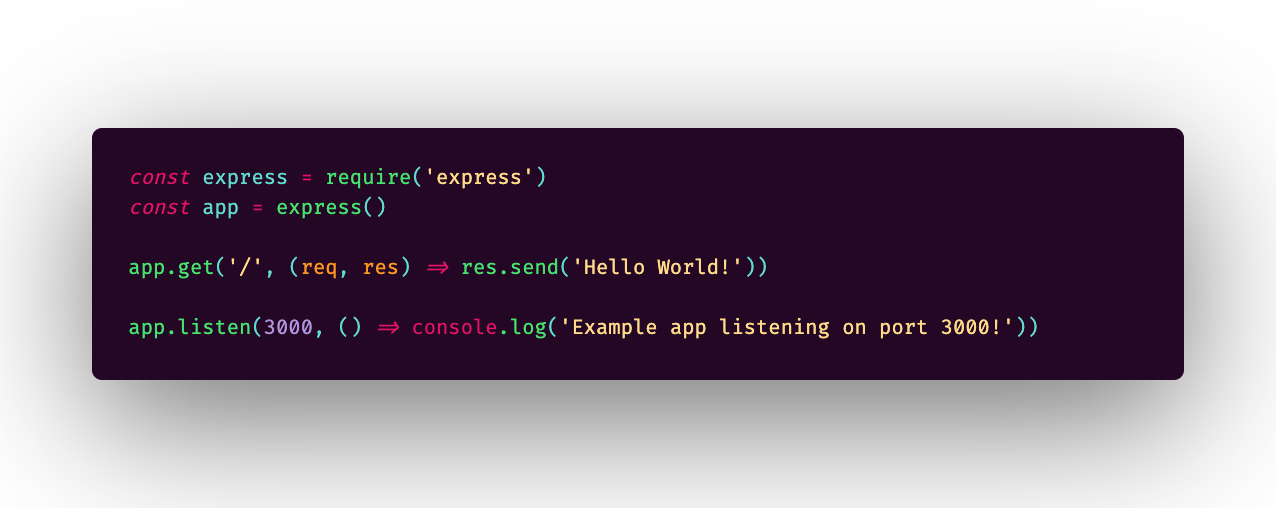 const express = require('express')
const app = express()
app.get('/', (req, res) => res.send('Hello World!'))
app.listen(3000, () => console.log('Example app listening on port 3000!'))